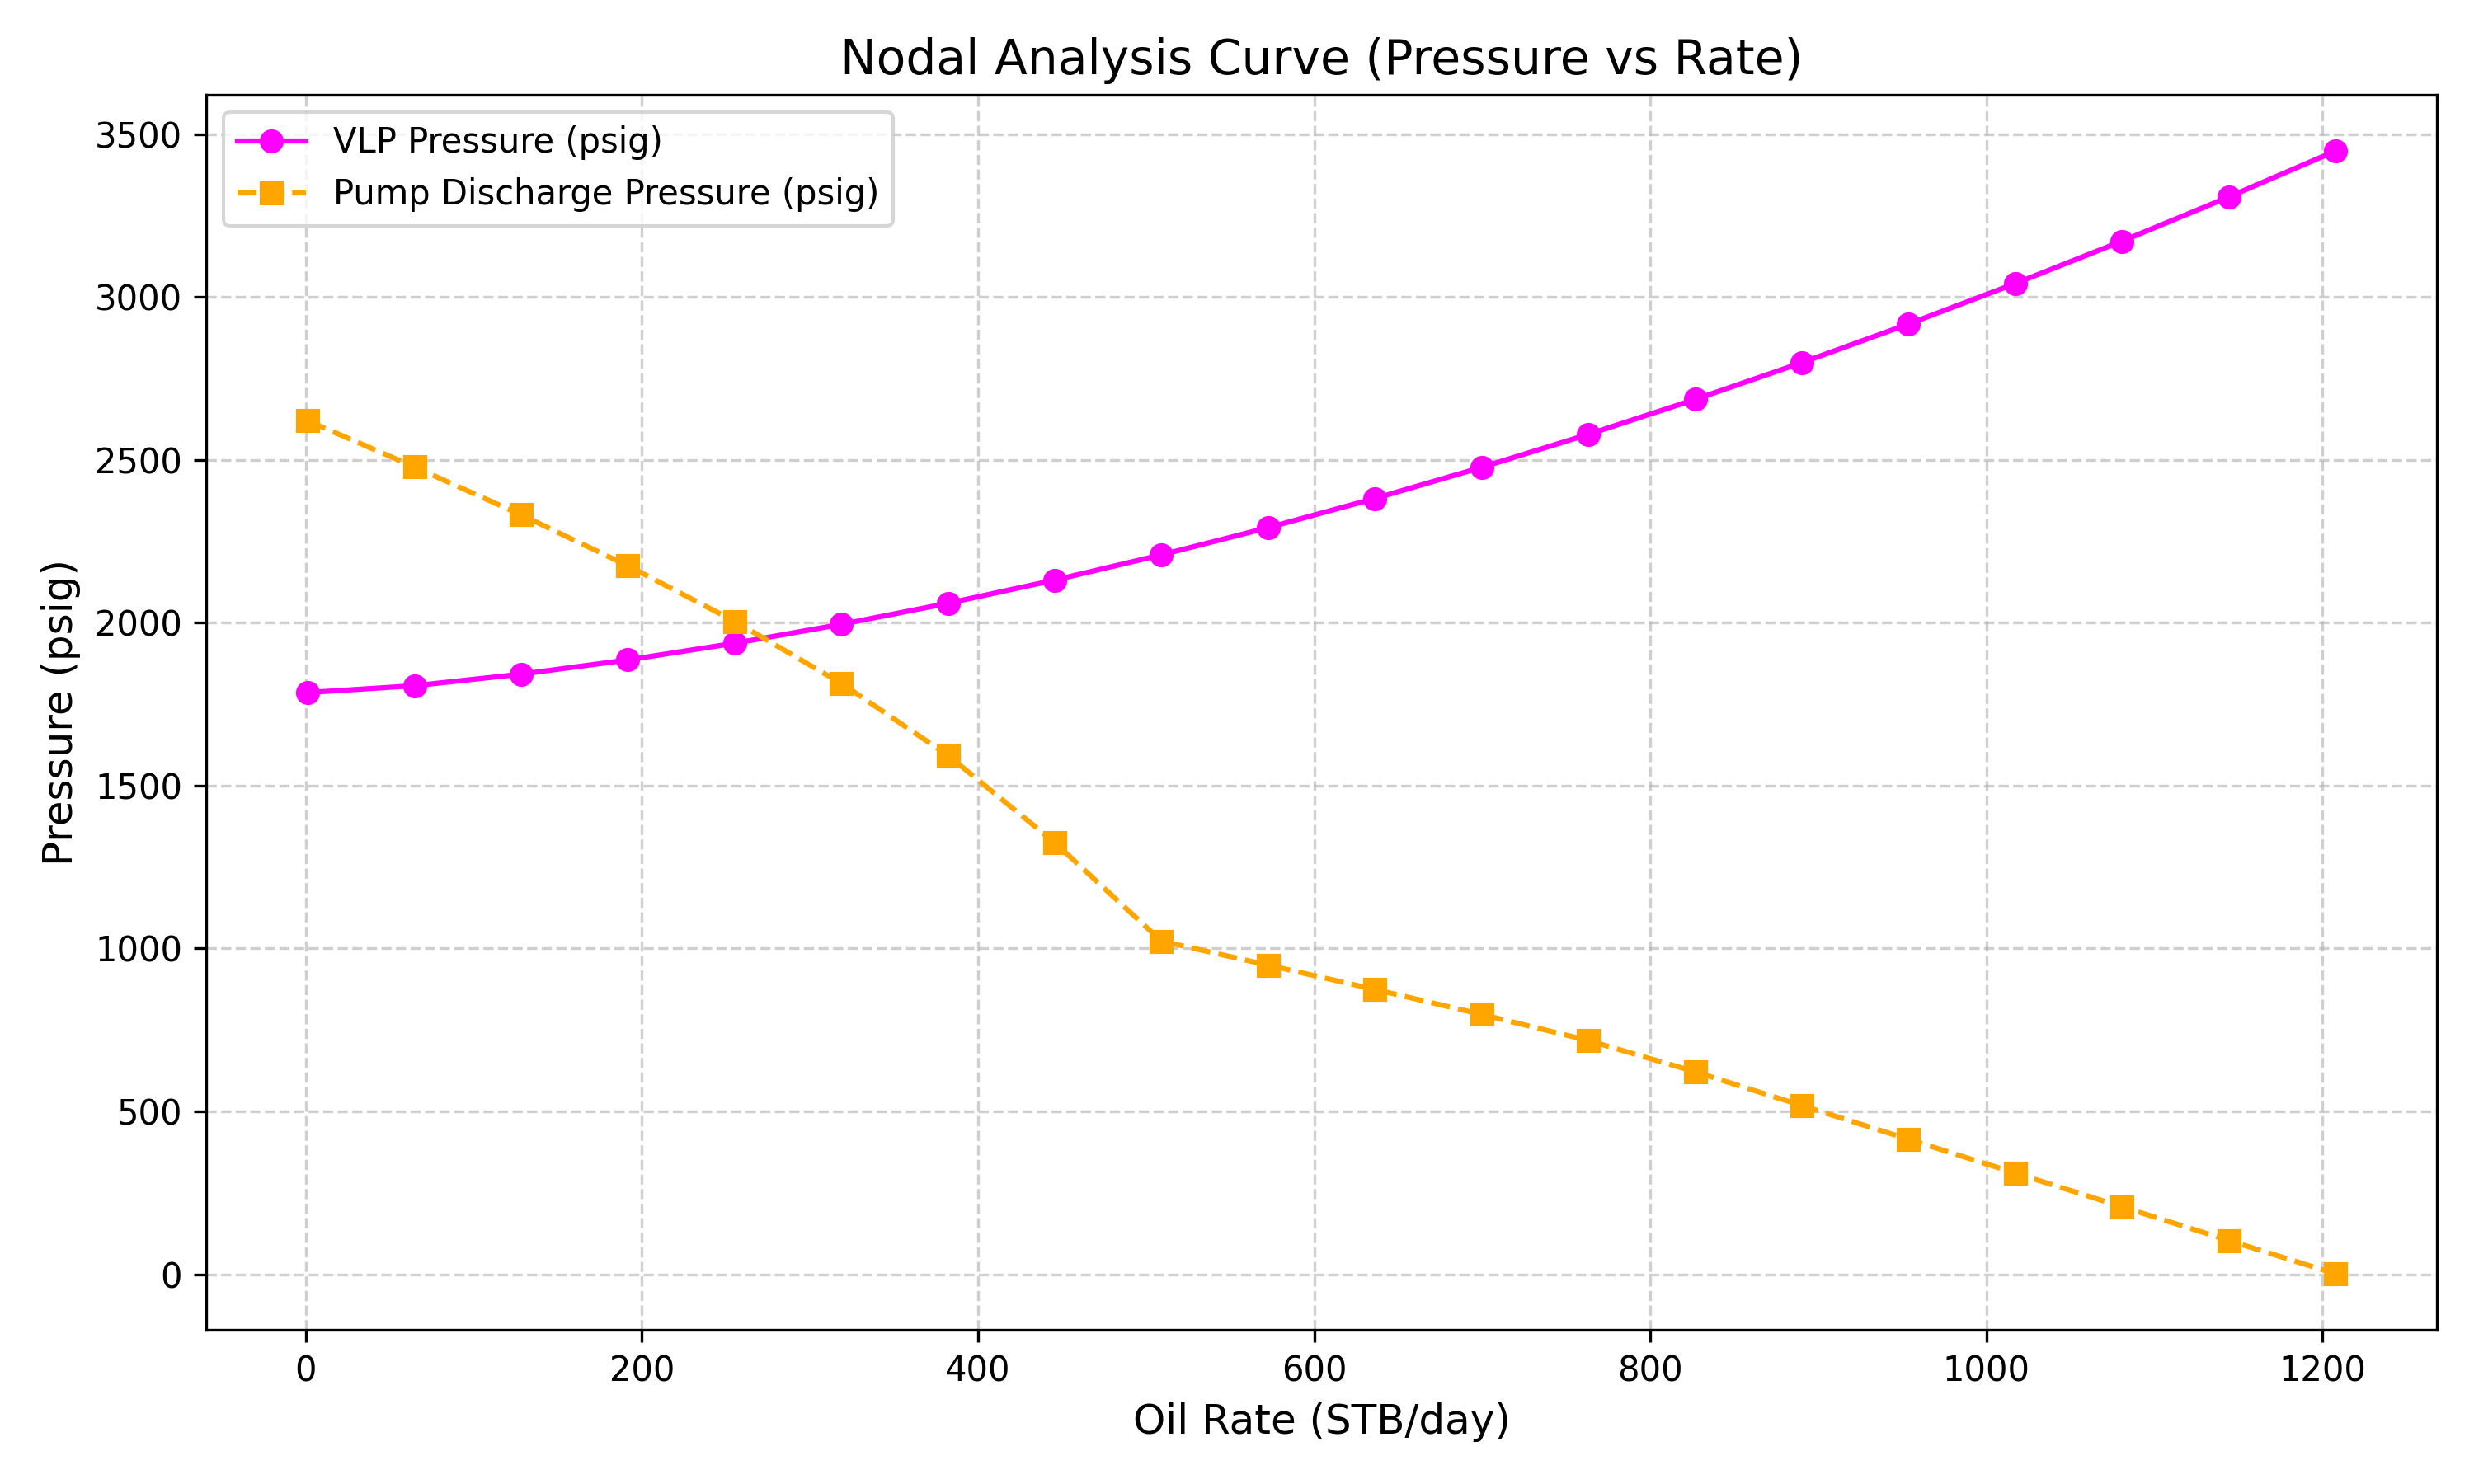 Nodal Analysis Curve (Pressure vs Rate)
VLP Pressure (psig)
Pump Discharge Pressure (psig)
Pressure (psig)
3500
3000
2500
2000
1500
1000
500
0
0 200 400 600 800 1000 1200
Oil Rate (STB/day)